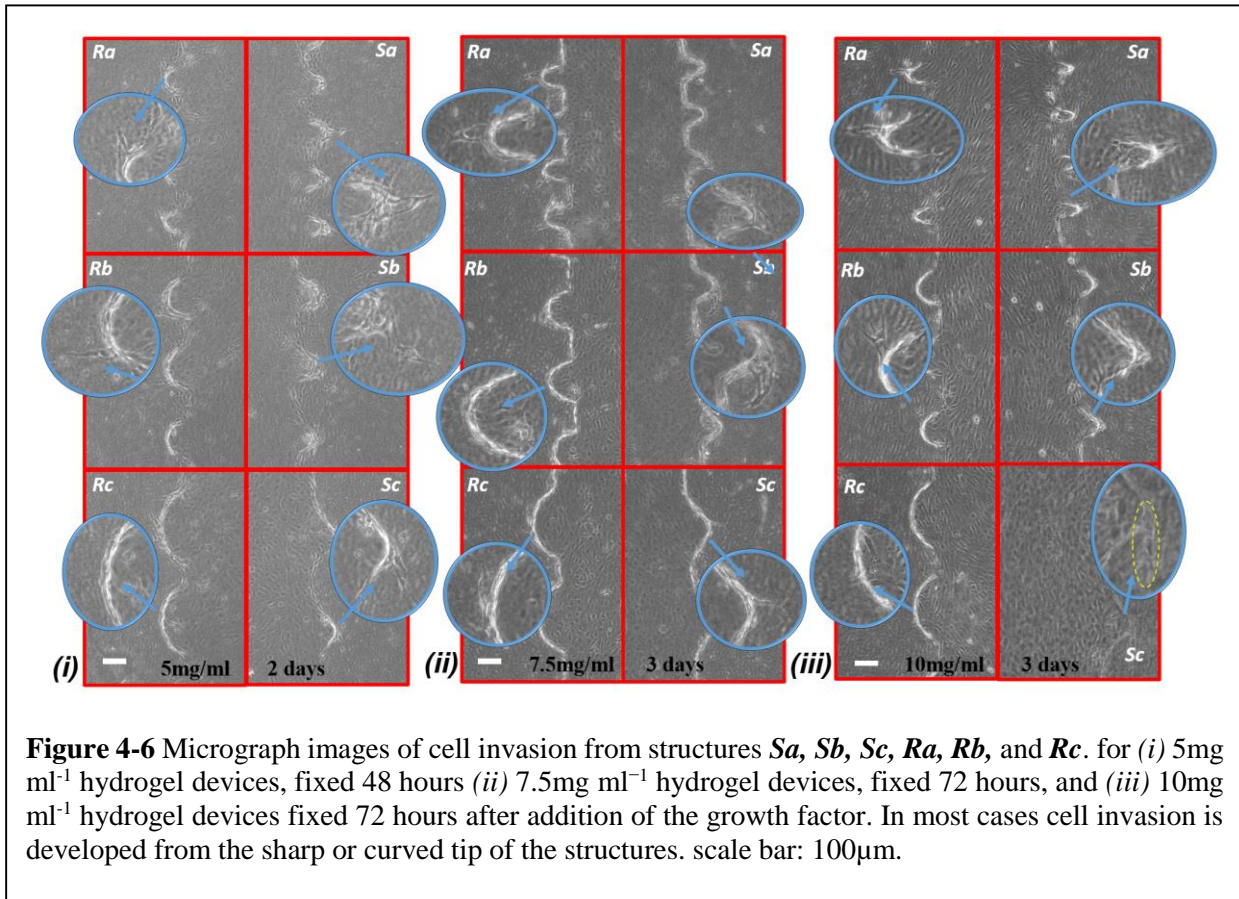 Ra Sa Ra Sa Ra Sa
Rb Sb Rb Sb Rb Sb
Rc Sc Rc Sc Rc
Sc
(i) 5mg/ml 2 days (ii) 7.5mg/ml 3 days (iii) 10mg/ml 3 days
Figure 4-6 Micrograph images of cell invasion from structures Sa, Sb, Sc, Ra, Rb, and Rc. for (i) 5mg
ml-1 hydrogel devices, fixed 48 hours (ii) 7.5mg ml−1 hydrogel devices, fixed 72 hours, and (iii) 10mg
ml-1 hydrogel devices fixed 72 hours after addition of the growth factor. In most cases cell invasion is
developed from the sharp or curved tip of the structures. scale bar: 100µm.